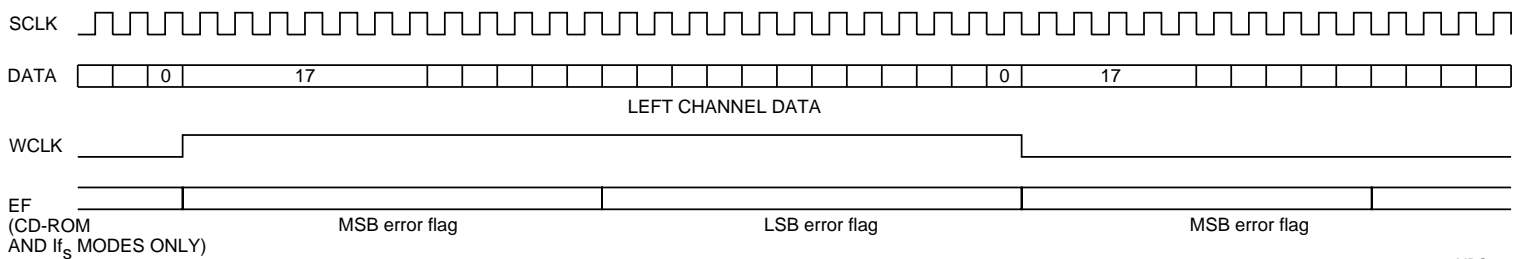 SCLK
DATA 0 17 0 17
LEFT CHANNEL DATA
WCLK
EF
(CD-ROM
AND IfS MODES ONLY)
MSB error flag LSB error flag MSB error flag